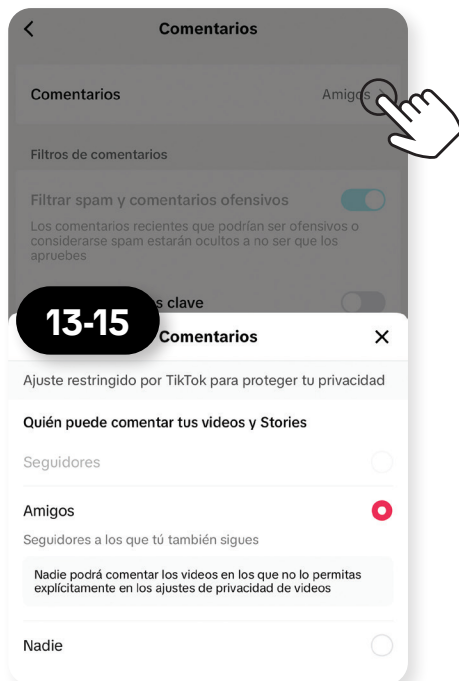 Comentarios
Comentarios Amigos
Filtros de comentarios
Filtrar spam y comentarios ofensivos
Los comentarios recientes que podrían ser ofensivos o
considerarse spam estarán ocultos a no ser que los
apruebes
s clave
13-15
Comentarios
Ajuste restringido por TikTok para proteger tu privacidad
Quién puede comentar tus videos y Stories
Seguidores
Amigos
Seguidores a los que tú también sigues
Nadie podrá comentar los videos en los que no lo permitas
explícitamente en los ajustes de privacidad de videos
Nadie